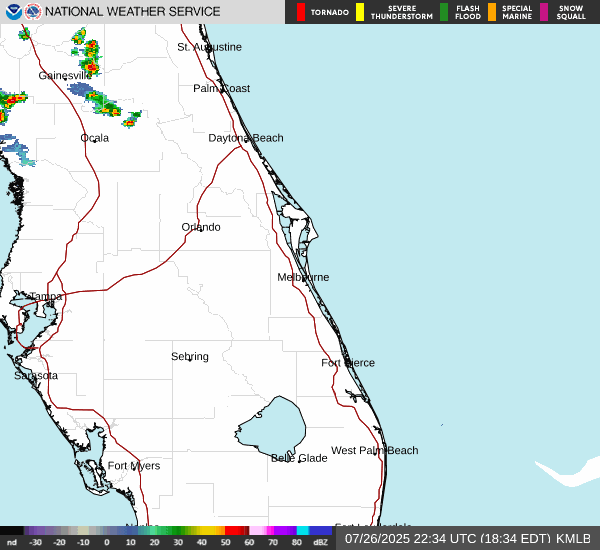 NATIONAL WEATHER SERVICE
TORNADO
SEVERE THUNDERSTORM
FLASH FLOOD
SPECIAL MARINE
SNOW SQUALL
St. Augustine
Gainesville
Palm Coast
Ocala
Daytona Beach
Orlando
Melbourne
Tampa
Sebring
Fort Pierce
Sarasota
West Palm Beach
Belle Glade
Fort Myers
Naples
Fort Lauderdale
nd -30 -20 -10 0 10 20 30 40 50 60 70 80 dBZ
07/26/2025 22:34 UTC (18:34 EDT) KMLB